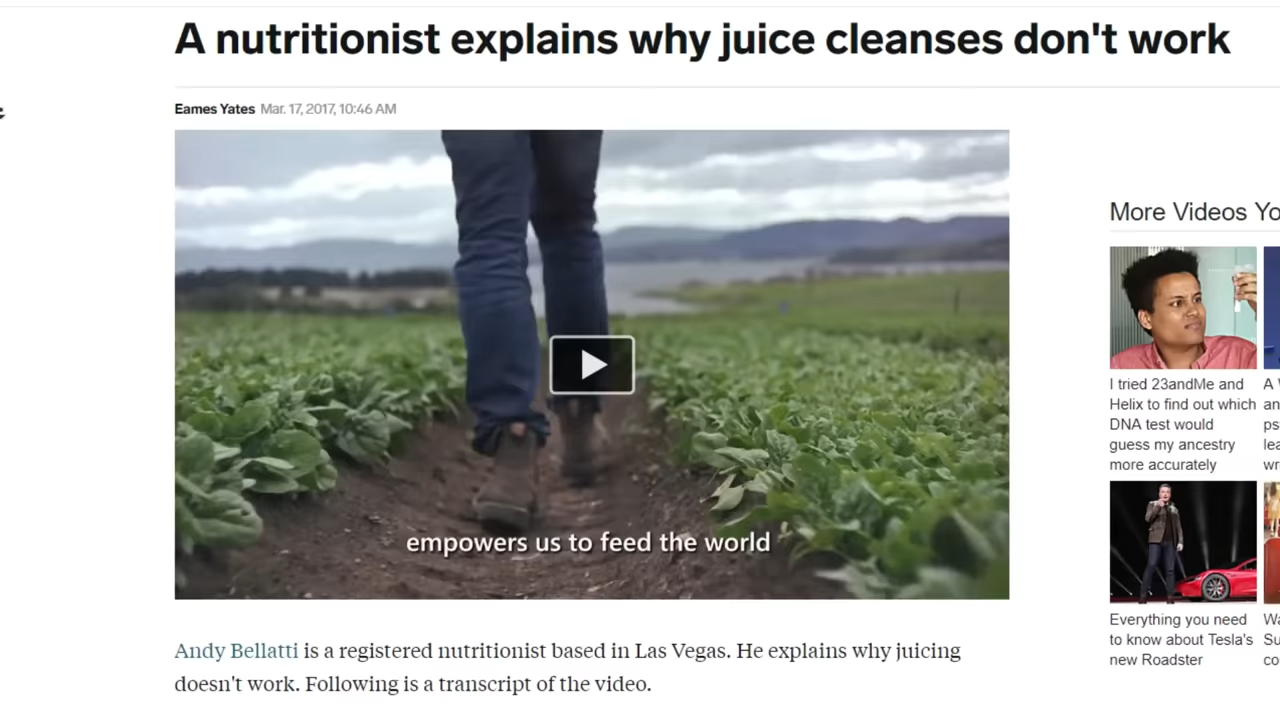 A nutritionist explains why juice cleanses don't work
Eames Yates Mar. 17, 2017, 10:46 AM
empowers us to feed the world
Andy Bellatti is a registered nutritionist based in Las Vegas. He explains why juicing
doesn't work. Following is a transcript of the video.
More Videos Yo
I tried 23andMe and
Helix to find out which
DNA test would
guess my ancestry
more accurately
Everything you need
to know about Tesla's
new Roadster